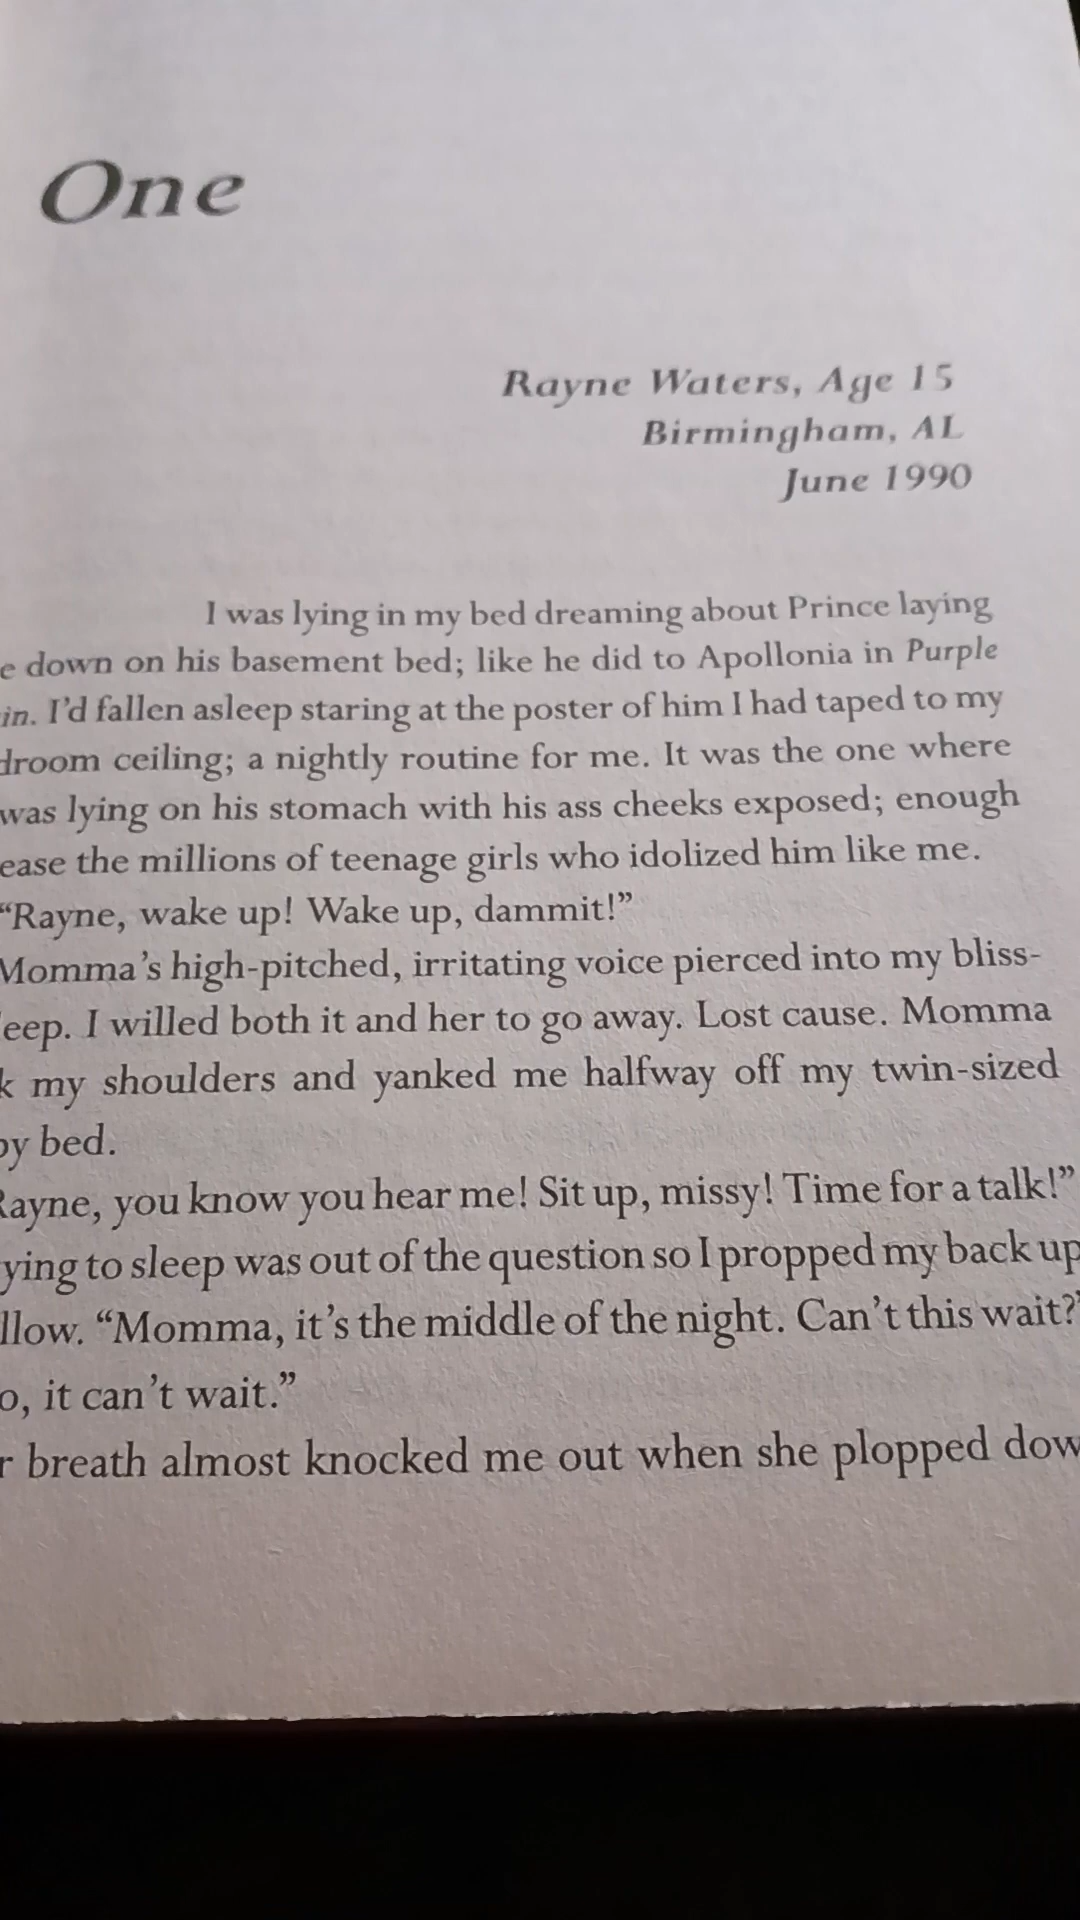 One
Rayne Waters, Age 15
Birmingham, AL
June 1990
I was lying in my bed dreaming about Prince laying
e down on his basement bed; like he did to Apollonia in Purple
in. I'd fallen asleep staring at the poster of him I had taped to my
droom ceiling; a nightly routine for me. It was the one where
was lying on his stomach with his ass cheeks exposed; enough
ease the millions of teenage girls who idolized him like me.
“Rayne, wake up! Wake up, dammit!”
Momma's high-pitched, irritating voice pierced into my bliss-
eep. I willed both it and her to go away. Lost cause. Momma
k my shoulders and yanked me halfway off my twin-sized
py bed.
Rayne, you know you hear me! Sit up, missy! Time for a talk!”
ying to sleep was out of the question so I propped my back up
llow. “Momma, it's the middle of the night. Can't this wait?”
o, it can't wait.”
r breath almost knocked me out when she plopped dow